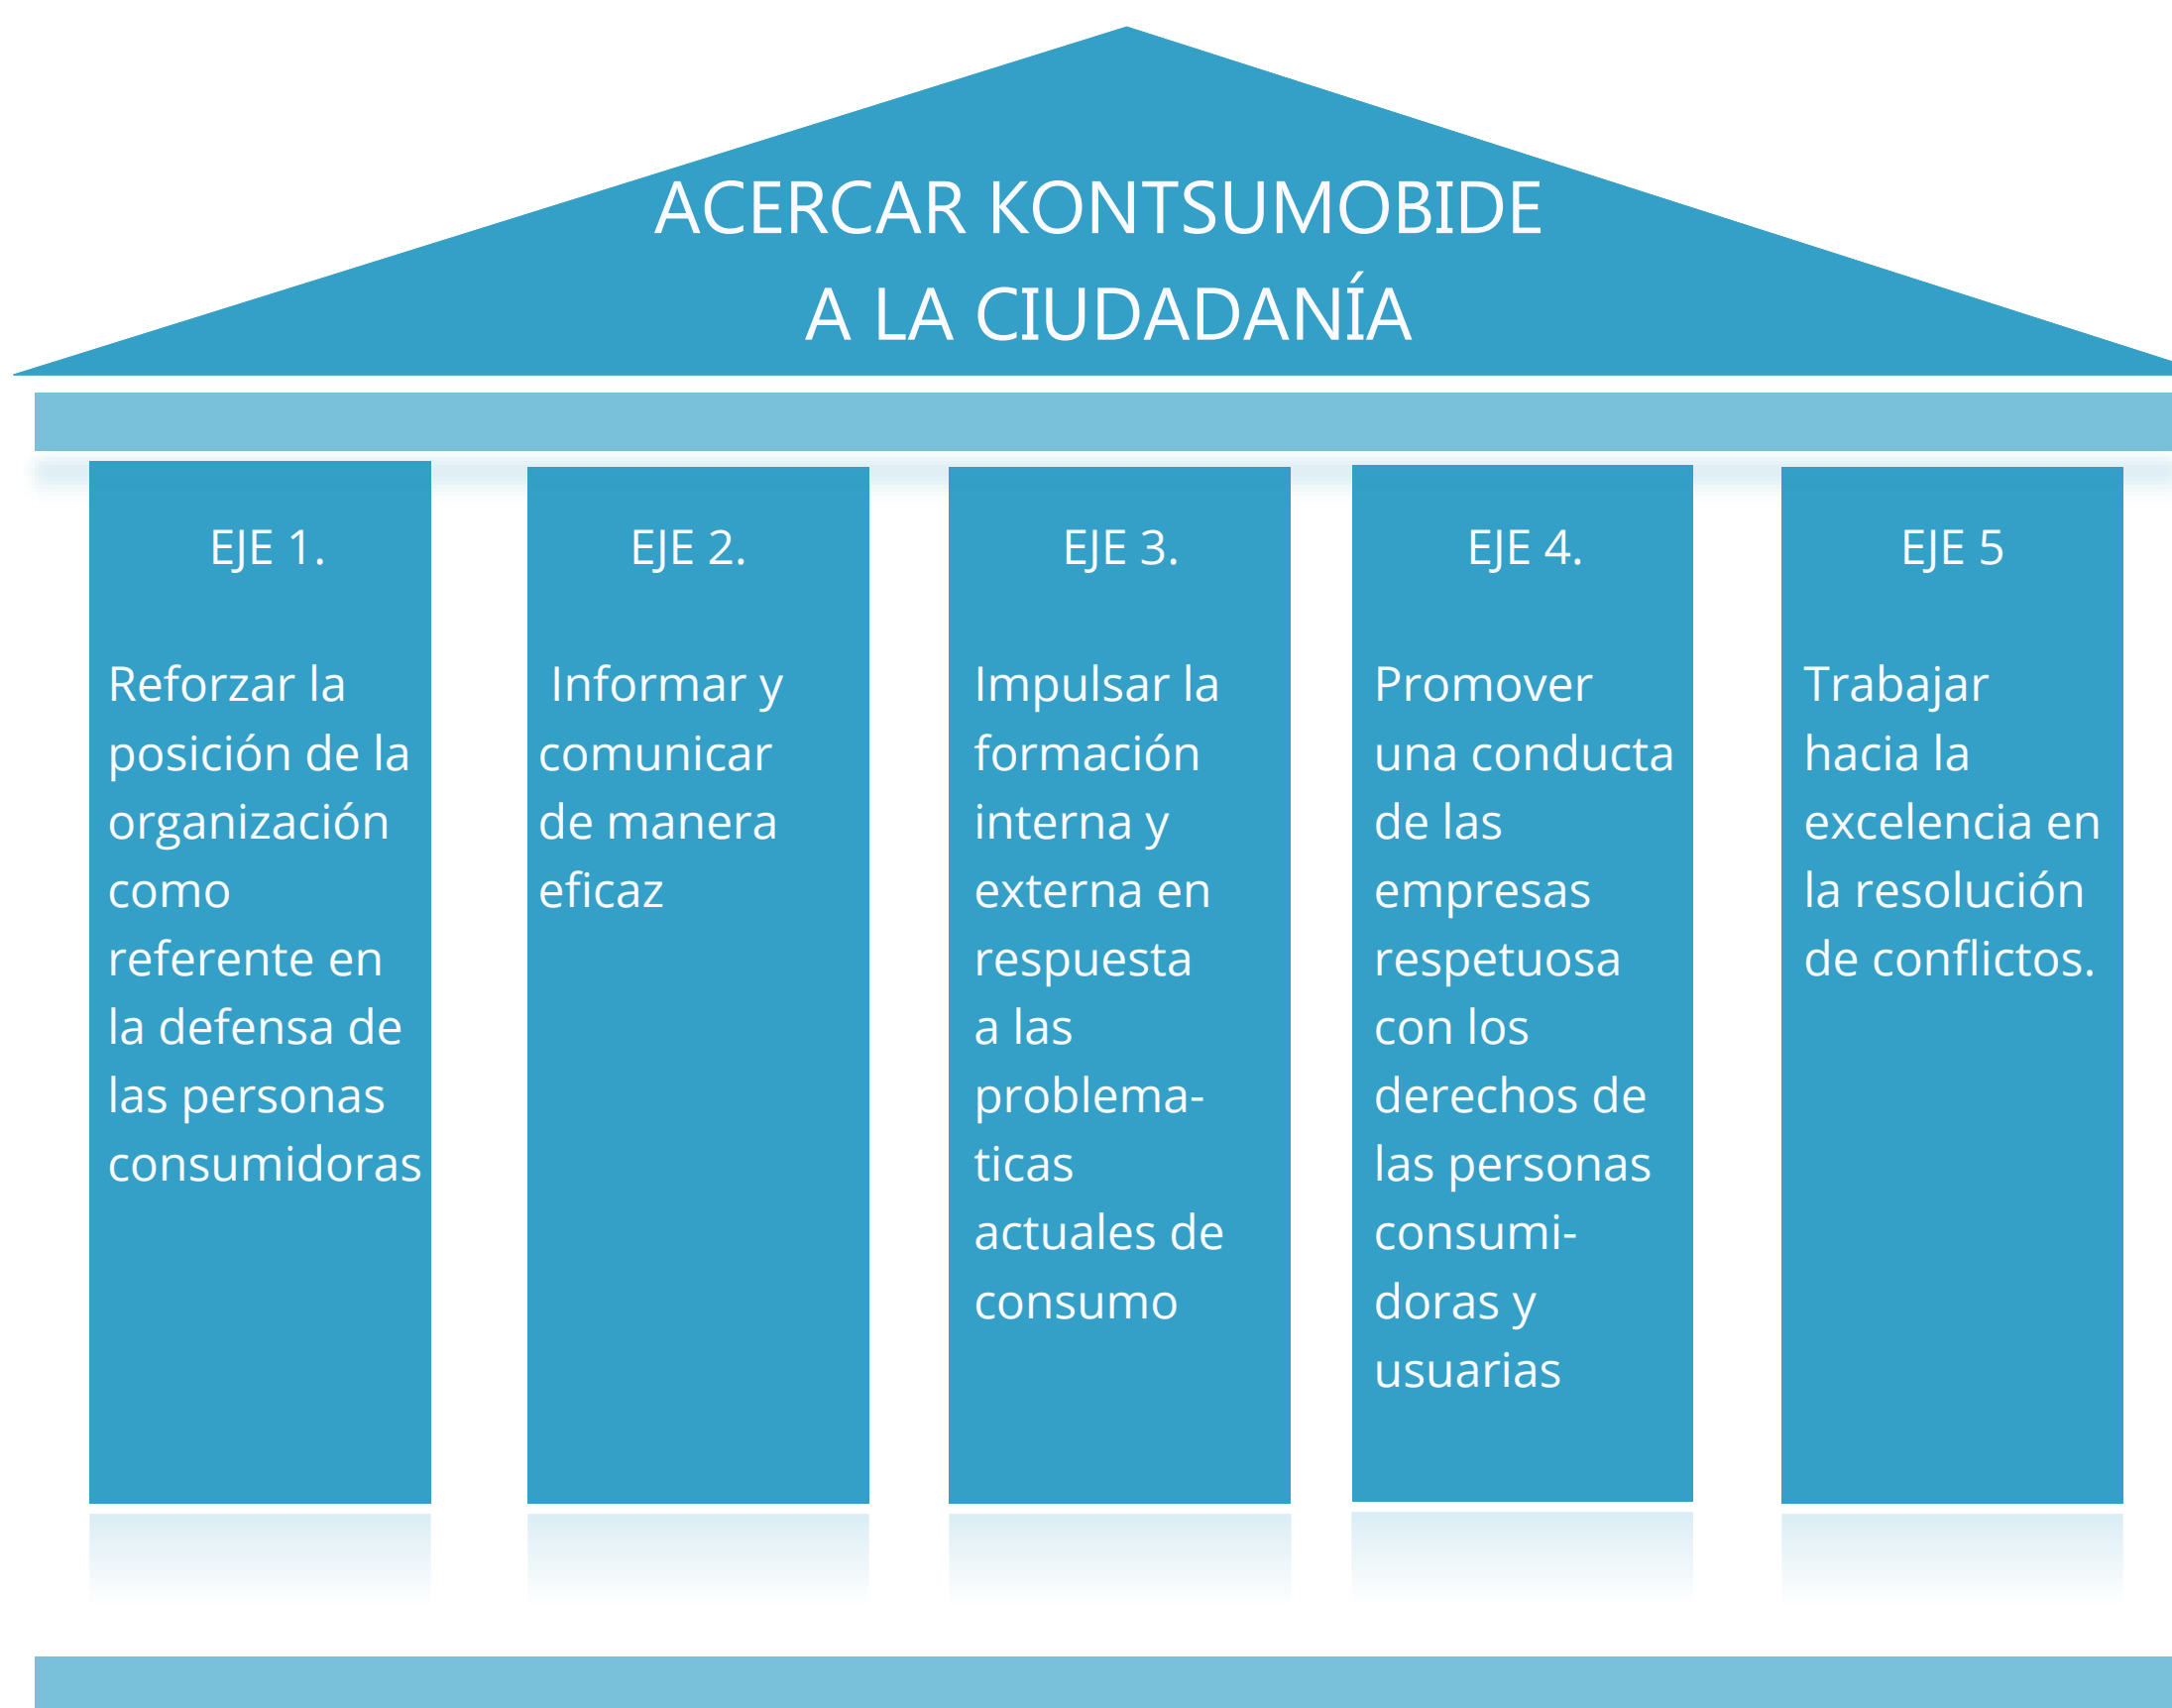 ACERCAR KONTSUMOBIDE
A LA CIUDADANÍA
EJE 1.
Reforzar la
posición de la
organización
como
referente en
la defensa de
las personas
consumidoras
EJE 2.
Informar y
comunicar
de manera
eficaz
EJE 3.
Impulsar la
formación
interna y
externa en
respuesta
a las
problema-
ticas
actuales de
consumo
EJE 4.
Promover
una conducta
de las
empresas
respetuosa
con los
derechos de
las personas
consumi-
doras y
usuarias
EJE 5
Trabajar
hacia la
excelencia en
la resolución
de conflictos.